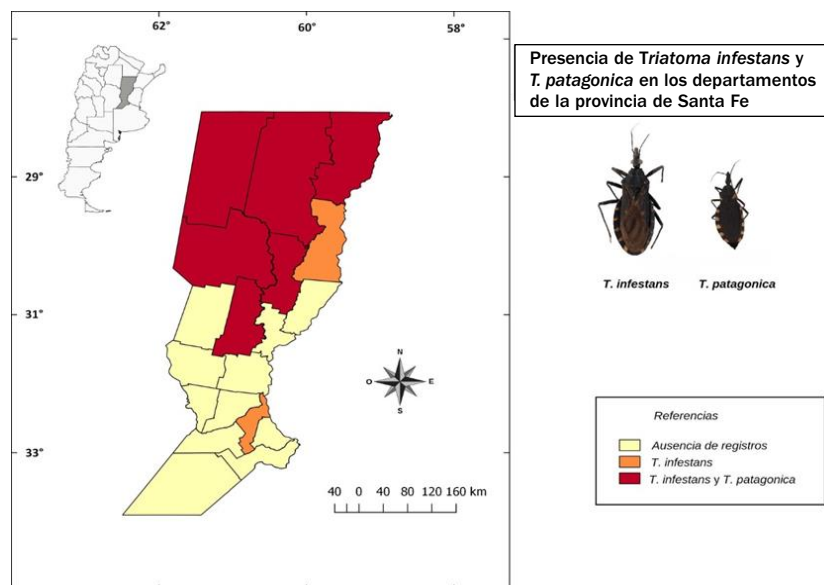 62° 60° 58°
Presencia de Triatoma infestans y
T. patagonica en los departamentos
de la provincia de Santa Fe
29°
T. infestans T. patagonica
31°
N
O E
S
Referencias
Ausencia de registros
T. infestans
T. infestans y T. patagonica
33°
40 0 40 80 120 160 km